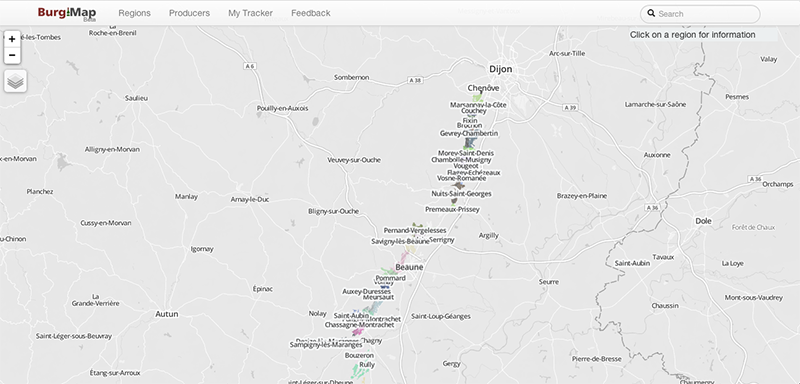 Burg Map
Beta
Regions
Producers
My Tracker
Feedback
Search
Click on a region for information
+
−
-les-Tombes
Roche-en-Brenil
A 6
Sombernon
A 38
Dijon
Arc-sur-Tille
Valay
Saulieu
Pouilly-en-Auxois
Chenôve
Marsannay-la-Côte
Couchey
Fixin
Brochon
Gevrey-Chambertin
A 39
Lamarche-sur-Saône
Pesmes
Alligny-en-Morvan
x-en-Morvan
Veuvey-sur-Ouche
Morey-Saint-Denis
Chambolle-Musigny
Vougeot
Flagey-Echézeaux
Vosne-Romanée
Auxonne
A 36
Orchamps
Planchez
Manlay
Arnay-le-Duc
Nuits-Saint-Georges
Brazey-en-Plaine
Bligny-sur-Ouche
Premeaux-Prissey
A 36
Cussy-en-Morvan
Dole
Forêt de Chaux
u-Chinon
Igornay
Pernand-Vergelesses
Savigny-lès-Beaune
Serrigny
Argilly
Tavaux
Saint-Aubin
La Loye
Beaune
Pommard
Volnay
Seurre
Épinac
Auxey-Duresses
Meursault
La
Grande-Verrière
Mont-sous-Vaudrey
Chaussin
Autun
Nolay
Saint-Aubin
Puligny-Montrachet
Chassagne-Montrachet
Saint-Loup-Géanges
Saint-Léger-sous-Beuvray
Chagny
Sampigny-lès-Maranges
Bouzeron
Rully
Gergy
Pierre-de-Bresse
Étang-sur-Arroux
int-Léger-sur-Dheune
Chaumergy